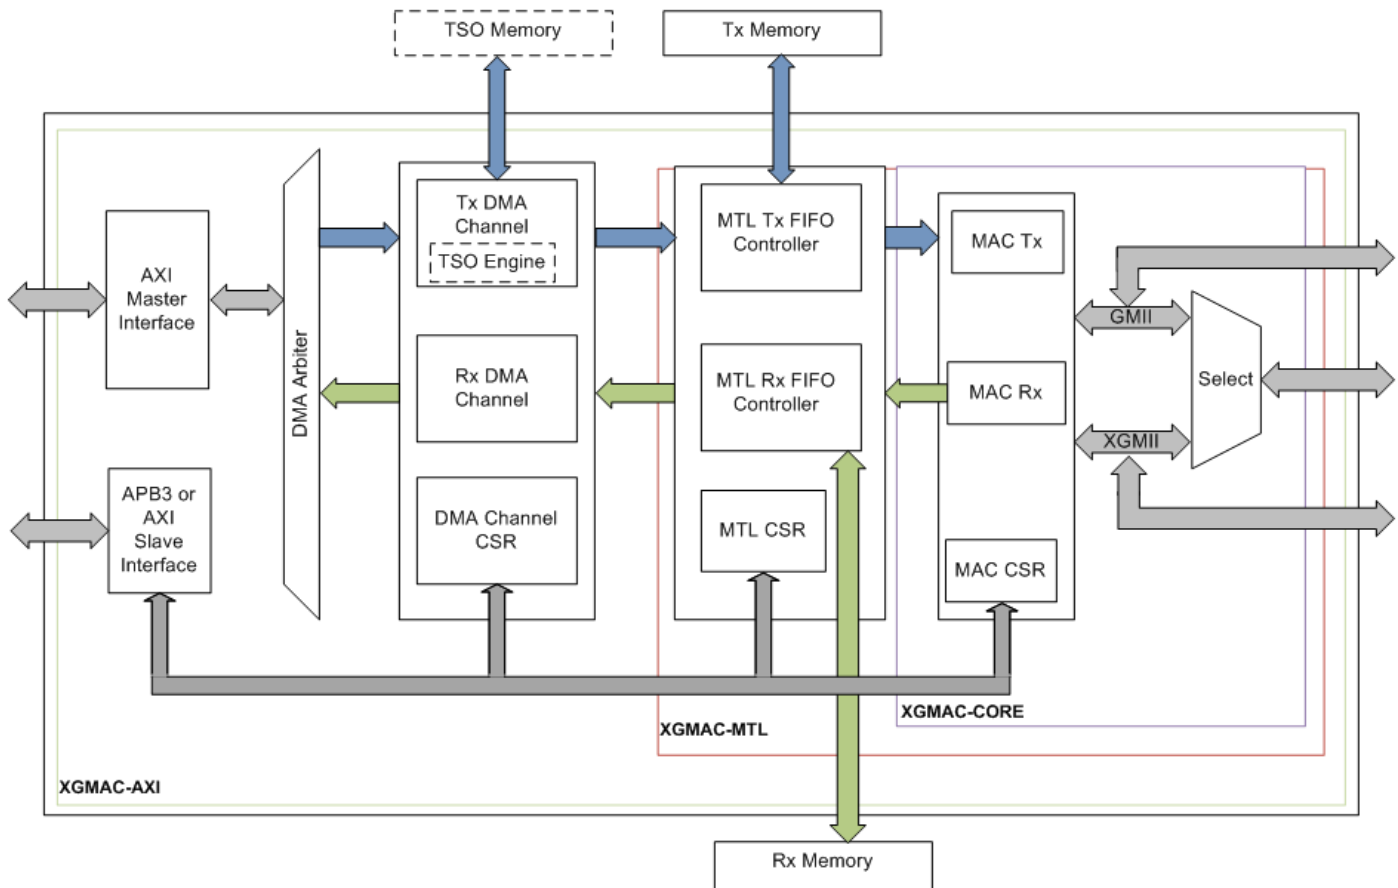 TSO Memory
Tx Memory
Tx DMA
Channel
TSO Engine
MTL Tx FIFO
Controller
MAC Tx
AXI
Master
Interface
GMII
DMA Arbiter
Rx DMA
Channel
MTL Rx FIFO
Controller
MAC Rx
Select
XGMII
APB3 or
AXI
Slave
Interface
DMA Channel
CSR
MTL CSR
MAC CSR
XGMAC-CORE
XGMAC-MTL
XGMAC-AXI
Rx Memory